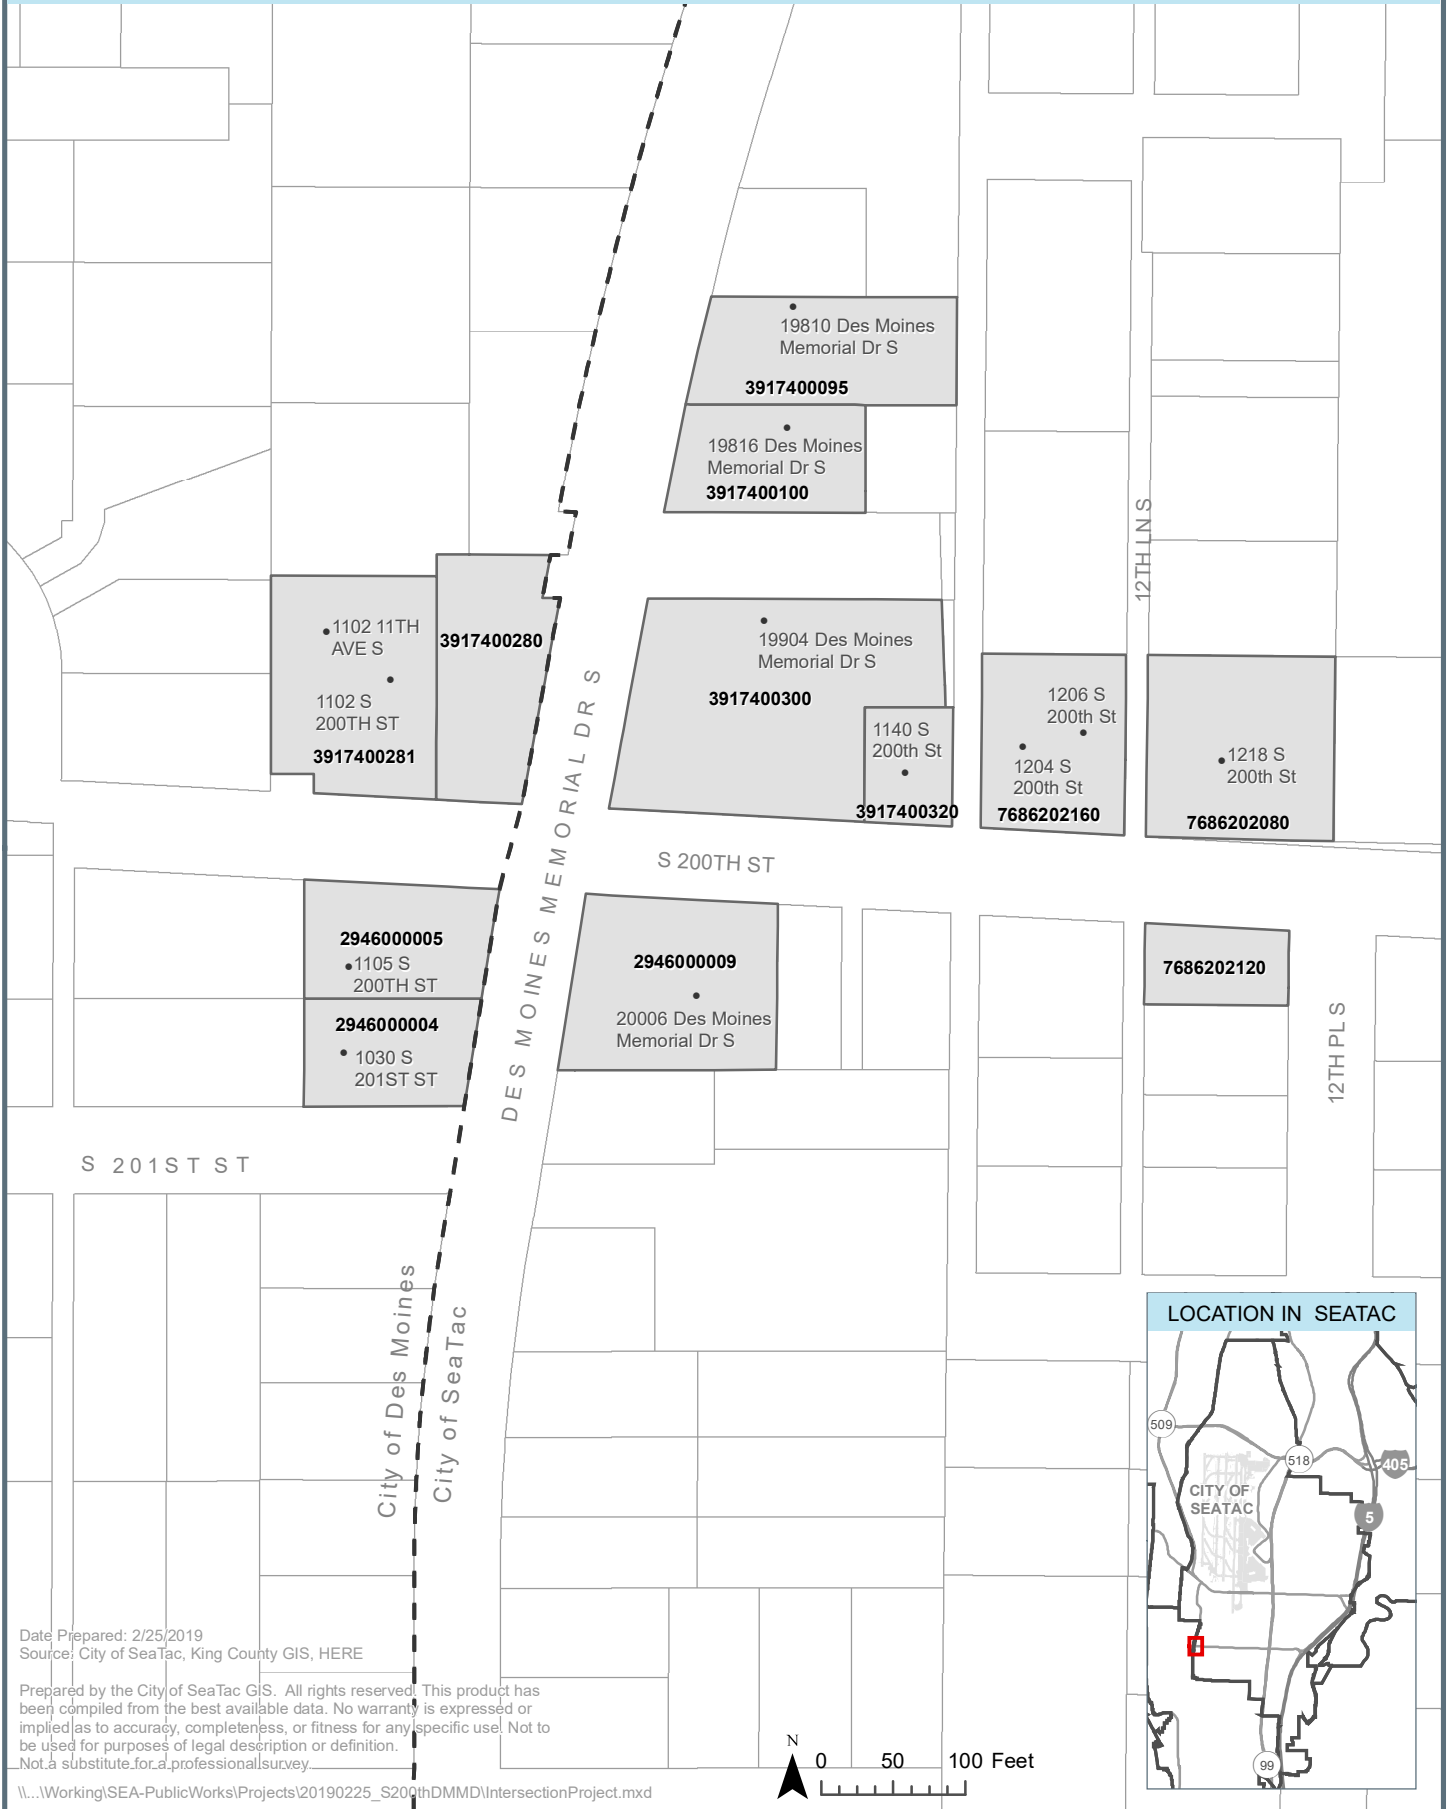 19810 Des Moines
Memorial Dr S
3917400095
19816 Des Moines
Memorial Dr S
3917400100
12TH LN S
1102 11TH
AVE S
1102 S
200TH ST
3917400281
3917400280
19904 Des Moines
Memorial Dr S
3917400300
1140 S
200th St
3917400320
1206 S
200th St
1204 S
200th St
7686202160
1218 S
200th St
7686202080
DES MOINES MEMORIAL DR S
S 200TH ST
2946000005
1105 S
200TH ST
2946000004
1030 S
201ST ST
2946000009
20006 Des Moines
Memorial Dr S
7686202120
12TH PL S
S 201ST ST
City of Des Moines
City of SeaTac
LOCATION IN SEATAC
509
518
405
CITY OF
SEATAC
5
99
Date Prepared: 2/25/2019
Source: City of SeaTac, King County GIS, HERE
Prepared by the City of SeaTac GIS. All rights reserved. This product has
been compiled from the best available data. No warranty is expressed or
implied as to accuracy, completeness, or fitness for any specific use. Not to
be used for purposes of legal description or definition.
Not a substitute for a professional survey.
\\...\Working\SEA-PublicWorks\Projects\20190225_S200thDMMD\IntersectionProject.mxd
N
0 50 100 Feet